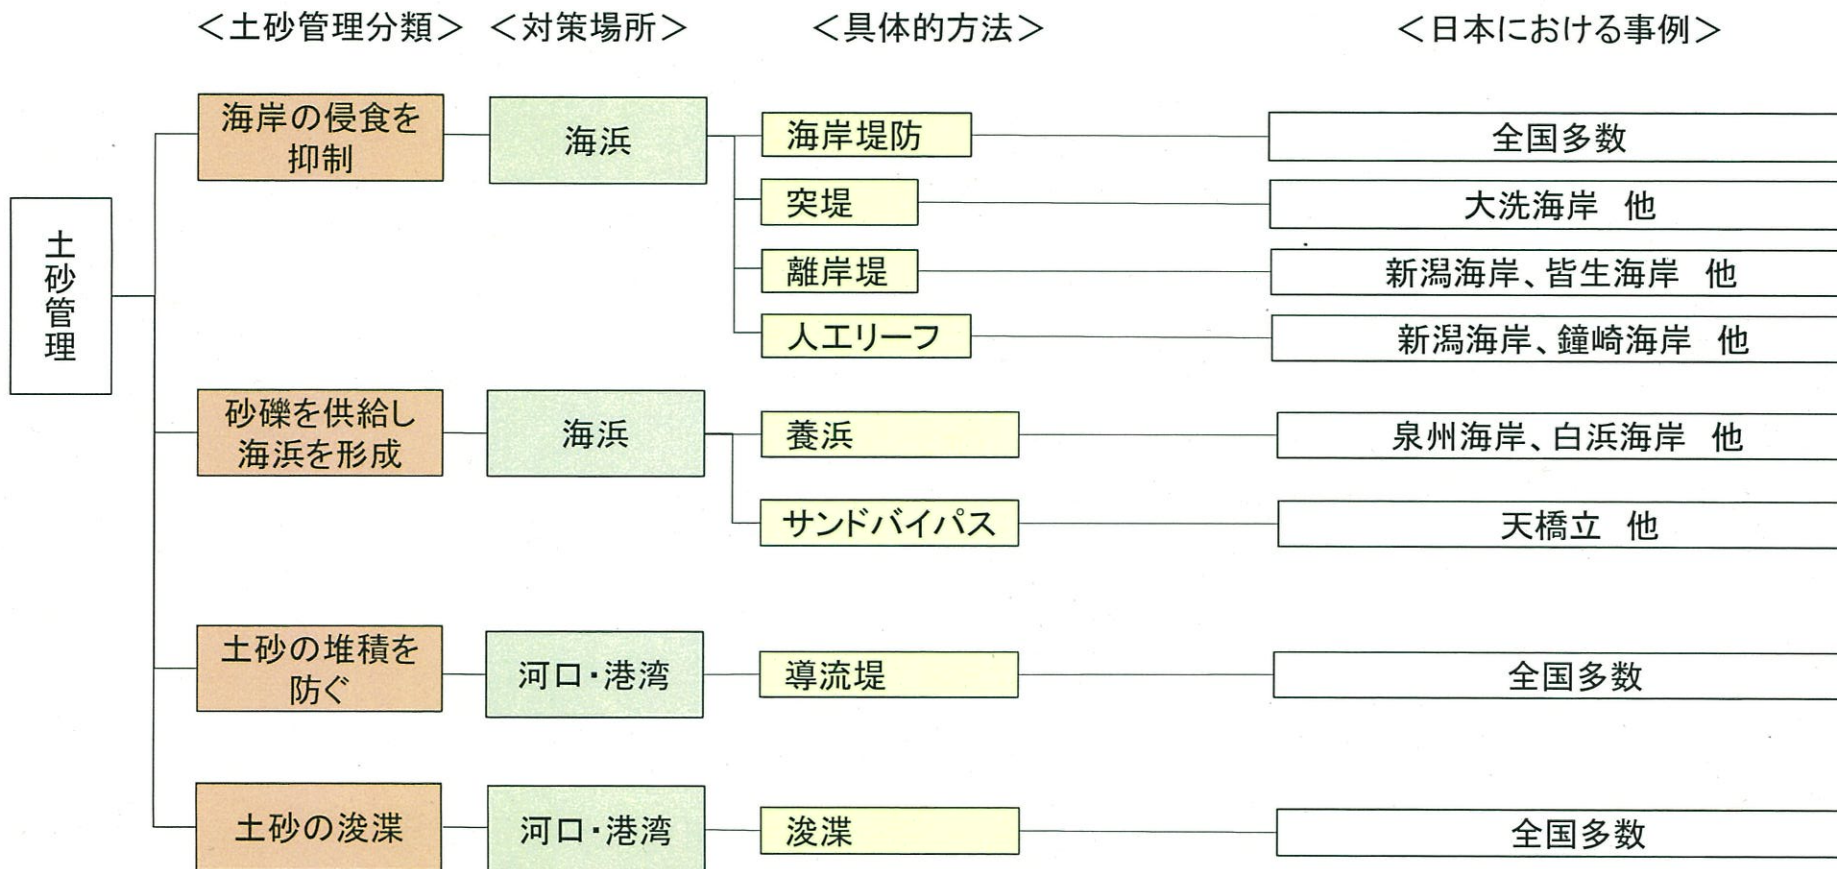 ＜土砂管理分類＞ ＜対策場所＞ ＜具体的方法＞ ＜日本における事例＞
土砂管理
海岸の侵食を
抑制
海浜
海岸堤防
全国多数
突堤
大洗海岸 他
離岸堤
新潟海岸、皆生海岸 他
人工リーフ
新潟海岸、鐘崎海岸 他
砂礫を供給し
海浜を形成
海浜
養浜
泉州海岸、白浜海岸 他
サンドバイパス
天橋立 他
土砂の堆積を
防ぐ
河口・港湾
導流堤
全国多数
土砂の浚渫
河口・港湾
浚渫
全国多数